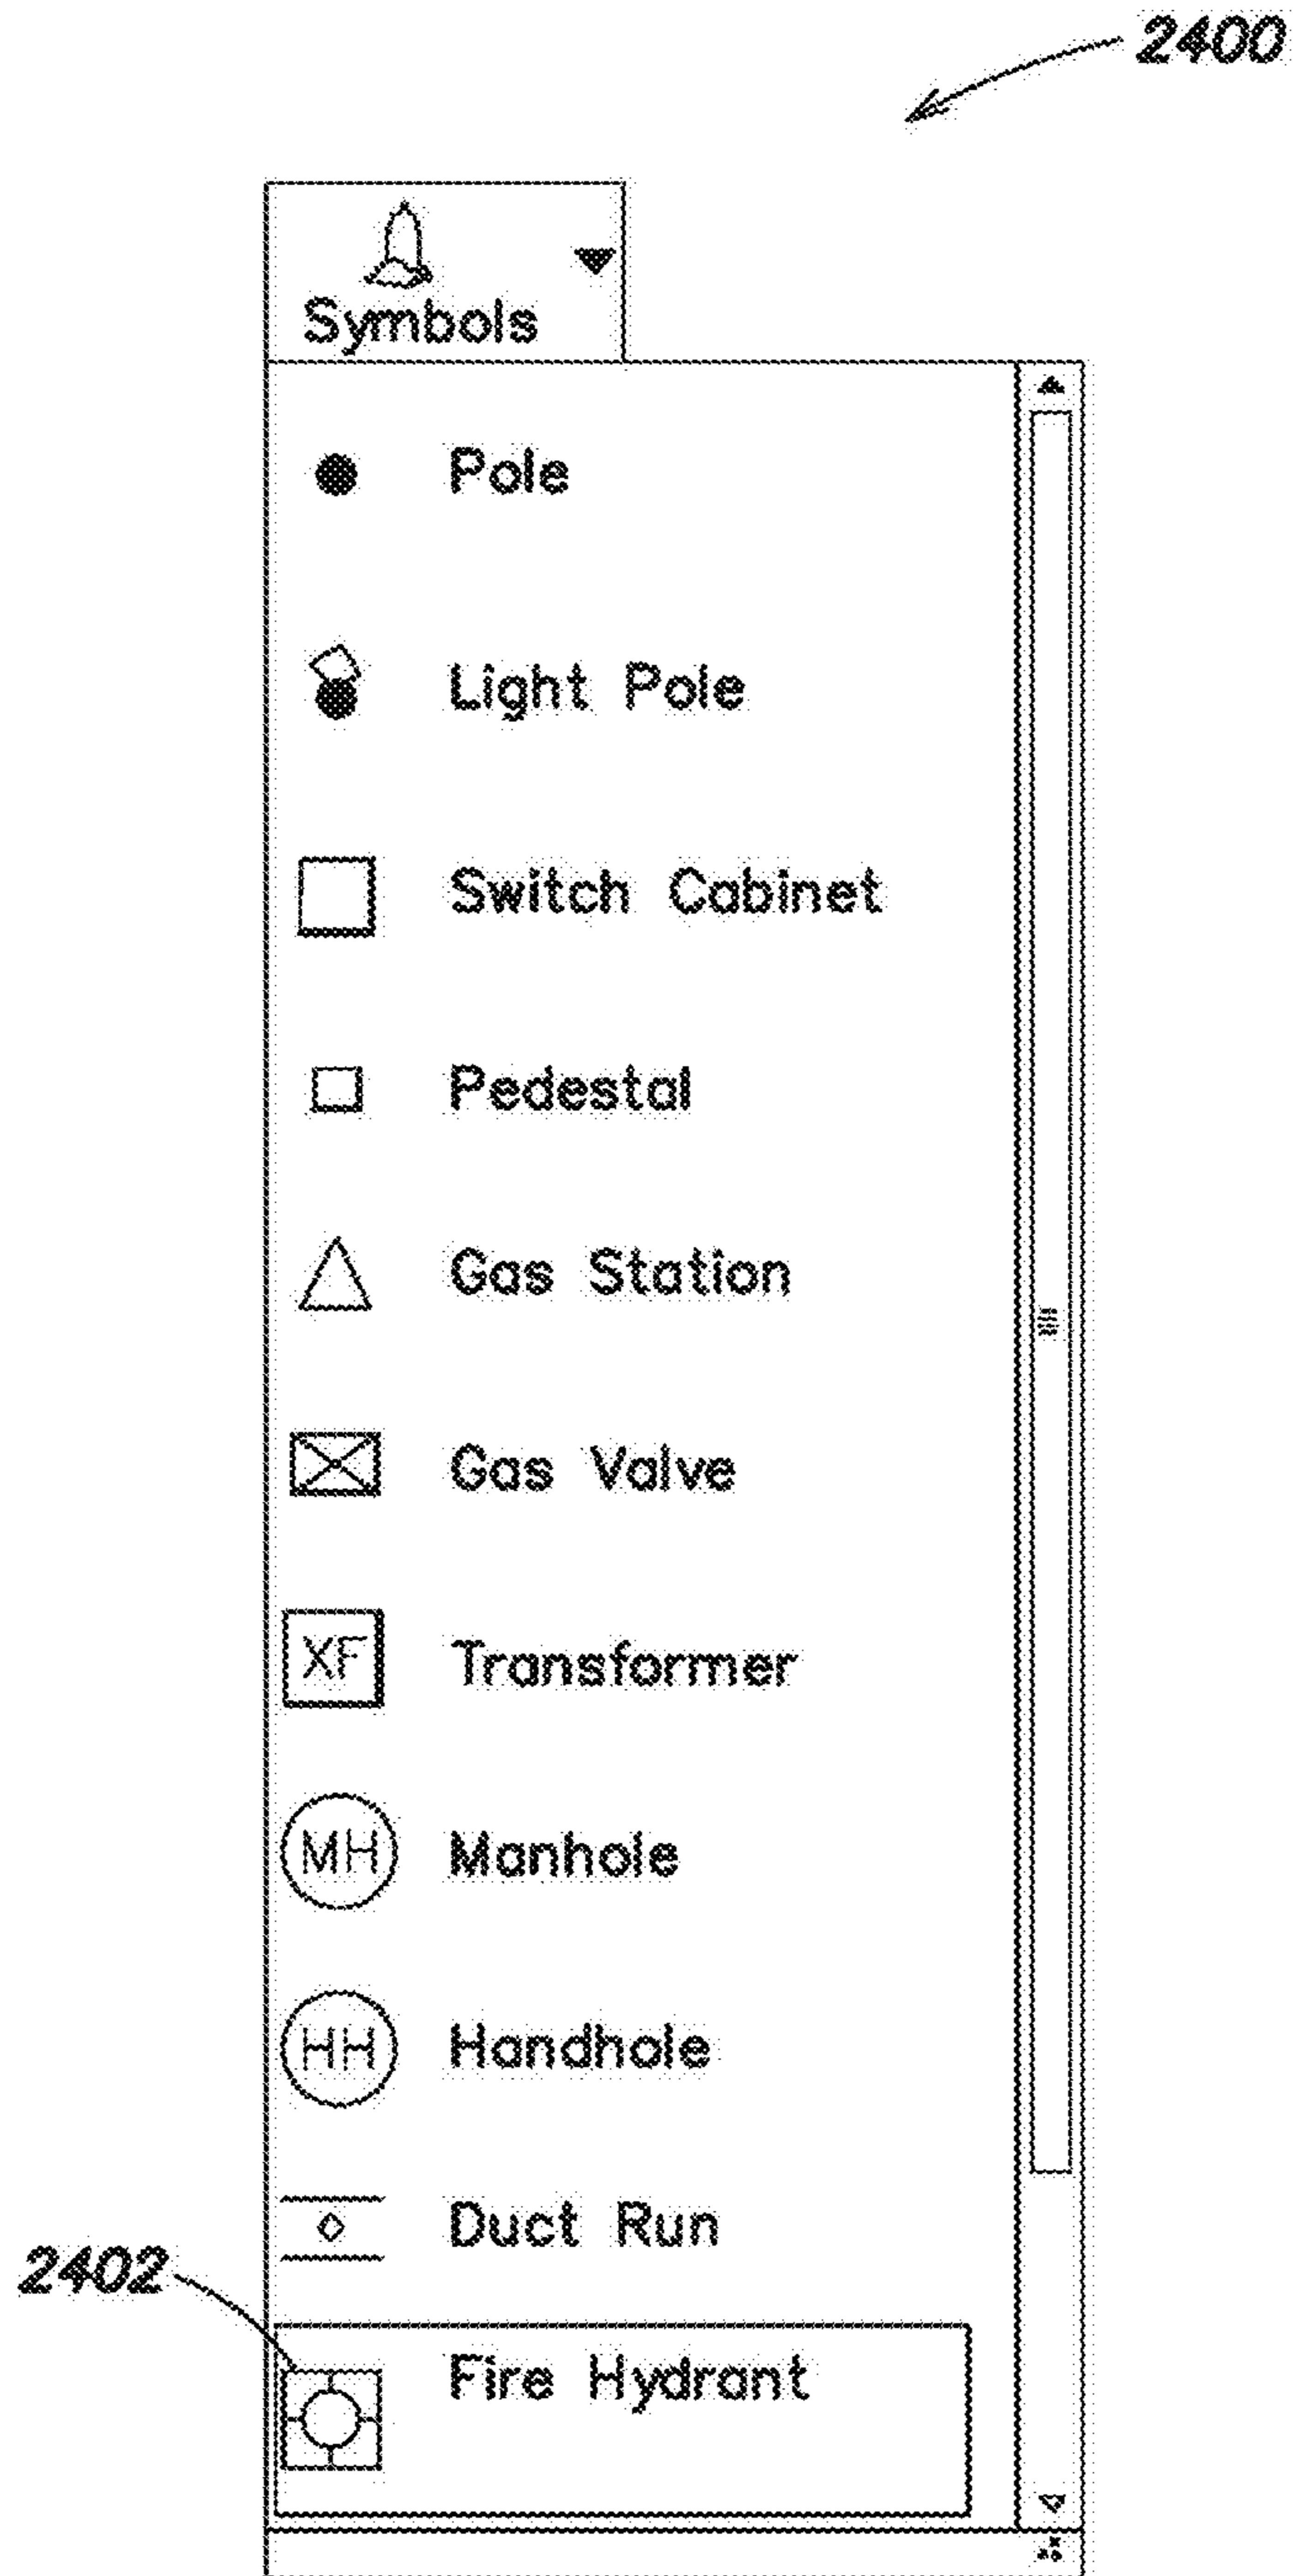 2400
Symbols
Pole
Light Pole
Switch Cabinet
Pedestal
Gas Station
Gas Valve
XF Transformer
MH Manhole
HH Handhole
Duct Run
2402
Fire Hydrant